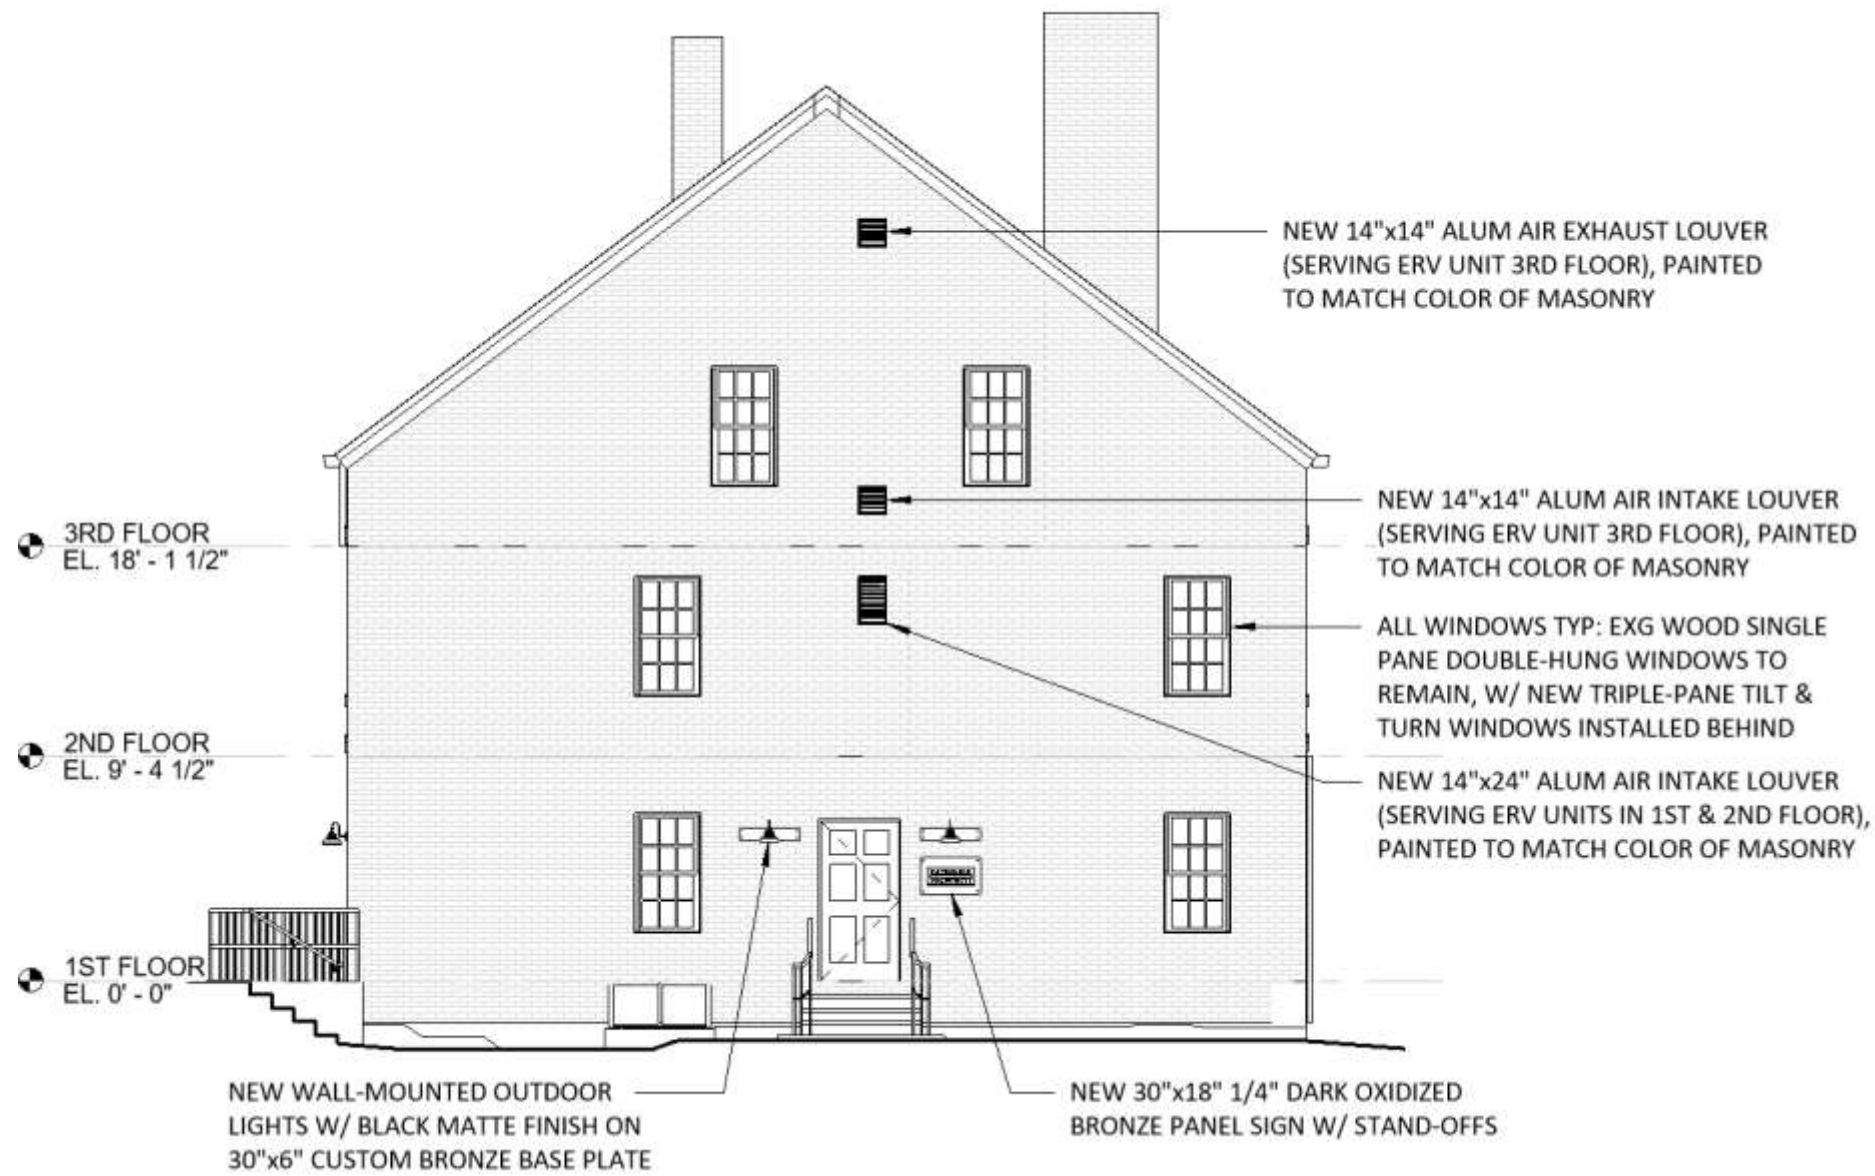 NEW 14"x14" ALUM AIR EXHAUST LOUVER
(SERVING ERV UNIT 3RD FLOOR), PAINTED
TO MATCH COLOR OF MASONRY
NEW 14"x14" ALUM AIR INTAKE LOUVER
(SERVING ERV UNIT 3RD FLOOR), PAINTED
TO MATCH COLOR OF MASONRY
3RD FLOOR
EL. 18' - 1 1/2"
ALL WINDOWS TYP: EXG WOOD SINGLE
PANE DOUBLE-HUNG WINDOWS TO
REMAIN, W/ NEW TRIPLE-PANE TILT &
TURN WINDOWS INSTALLED BEHIND
2ND FLOOR
EL. 9' - 4 1/2"
NEW 14"x24" ALUM AIR INTAKE LOUVER
(SERVING ERV UNITS IN 1ST & 2ND FLOOR),
PAINTED TO MATCH COLOR OF MASONRY
1ST FLOOR
EL. 0' - 0"
NEW WALL-MOUNTED OUTDOOR
LIGHTS W/ BLACK MATTE FINISH ON
30"x6" CUSTOM BRONZE BASE PLATE
NEW 30"x18" 1/4" DARK OXIDIZED
BRONZE PANEL SIGN W/ STAND-OFFS